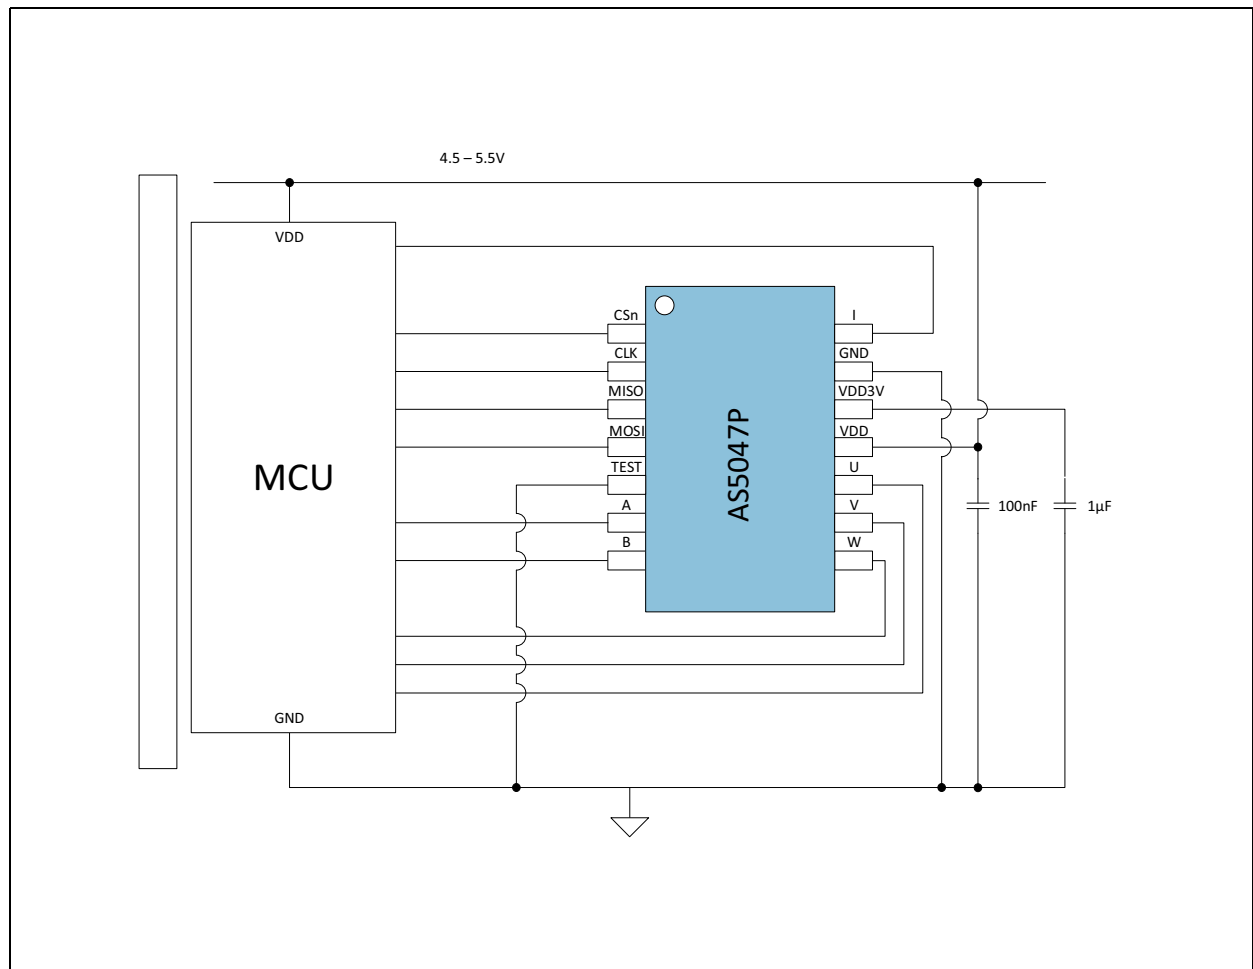 4.5 – 5.5V
VDD
CSn
I
CLK
GND
MISO
VDD3V
MOSI
VDD
TEST
U
A
V
B
W
MCU
AS5047P
100nF
1µF
GND